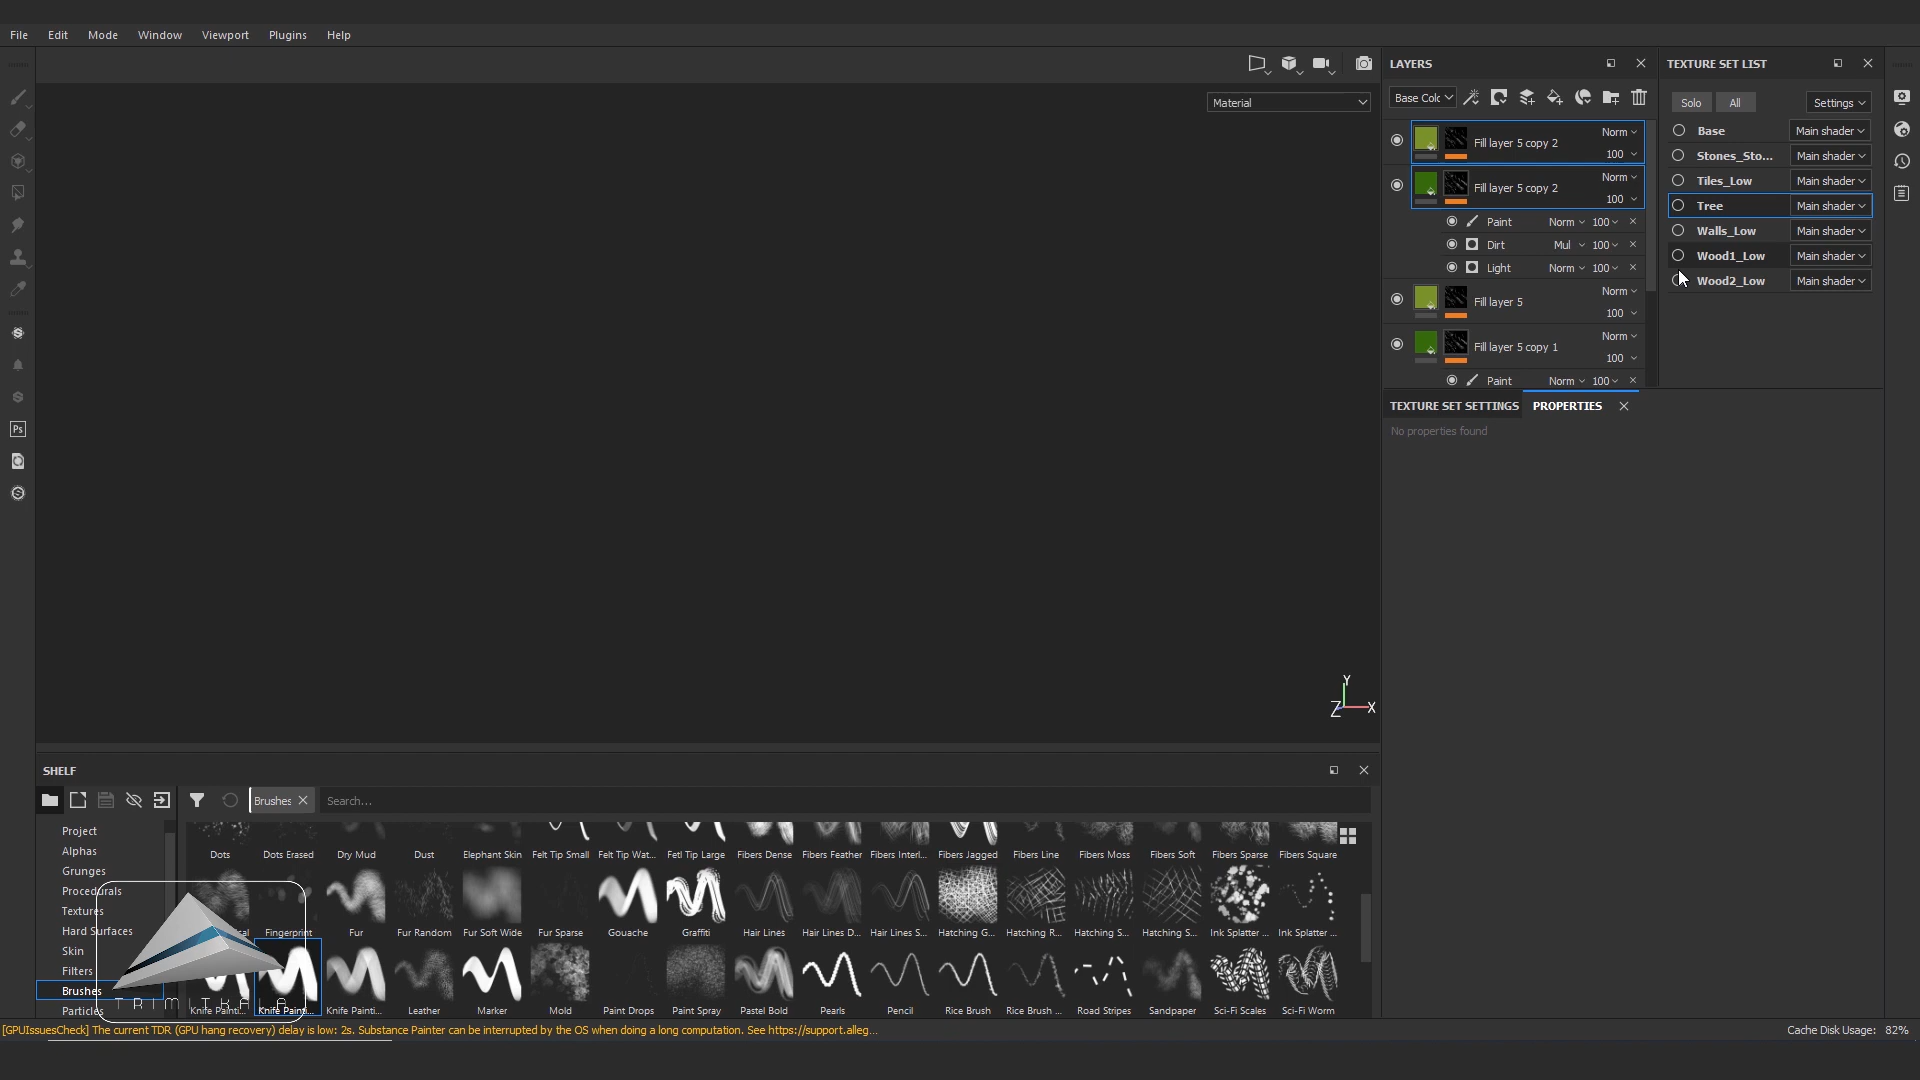 File Edit Mode Window Viewport Plugins Help
Material
LAYERS
Base Colc
Fill layer 5 copy 2 Norm
100
Fill layer 5 copy 2 Norm
100
Paint Norm 100
Dirt Mul 100
Light Norm 100
Fill layer 5 Norm
100
Fill layer 5 copy 1 Norm
100
Paint Norm 100
TEXTURE SET LIST
Solo All Settings
Base Main shader
Stones_Sto... Main shader
Tiles_Low Main shader
Tree Main shader
Walls_Low Main shader
Wood1_Low Main shader
Wood2_Low Main shader
TEXTURE SET SETTINGS PROPERTIES
No properties found
Ps
Y
Z X
SHELF
Brushes Search...
Project
Alphas
Grunges
Procedurals
Textures
Hard Surfaces
Skin
Filters
Brushes
Particles
Dots Dots Erased Dry Mud Dust Elephant Skin Felt Tip Small Felt Tip Wat... Fetl Tip Large Fibers Dense Fibers Feather Fibers Interl... Fibers Jagged Fibers Line Fibers Moss Fibers Soft Fibers Sparse Fibers Square
Fingerprint Fur Fur Random Fur Soft Wide Fur Sparse Gouache Graffiti Hair Lines Hair Lines D... Hair Lines S... Hatching G... Hatching R... Hatching S... Hatching S... Ink Splatter ... Ink Splatter ...
Knife Painti... Knife Painti... Knife Painti... Leather Marker Mold Paint Drops Paint Spray Pastel Bold Pearls Pencil Rice Brush Rice Brush ... Road Stripes Sandpaper Sci-Fi Scales Sci-Fi Worm
[GPUIssuesCheck] The current TDR (GPU hang recovery) delay is low: 2s. Substance Painter can be interrupted by the OS when doing a long computation. See https://support.alleg...
Cache Disk Usage: 82%